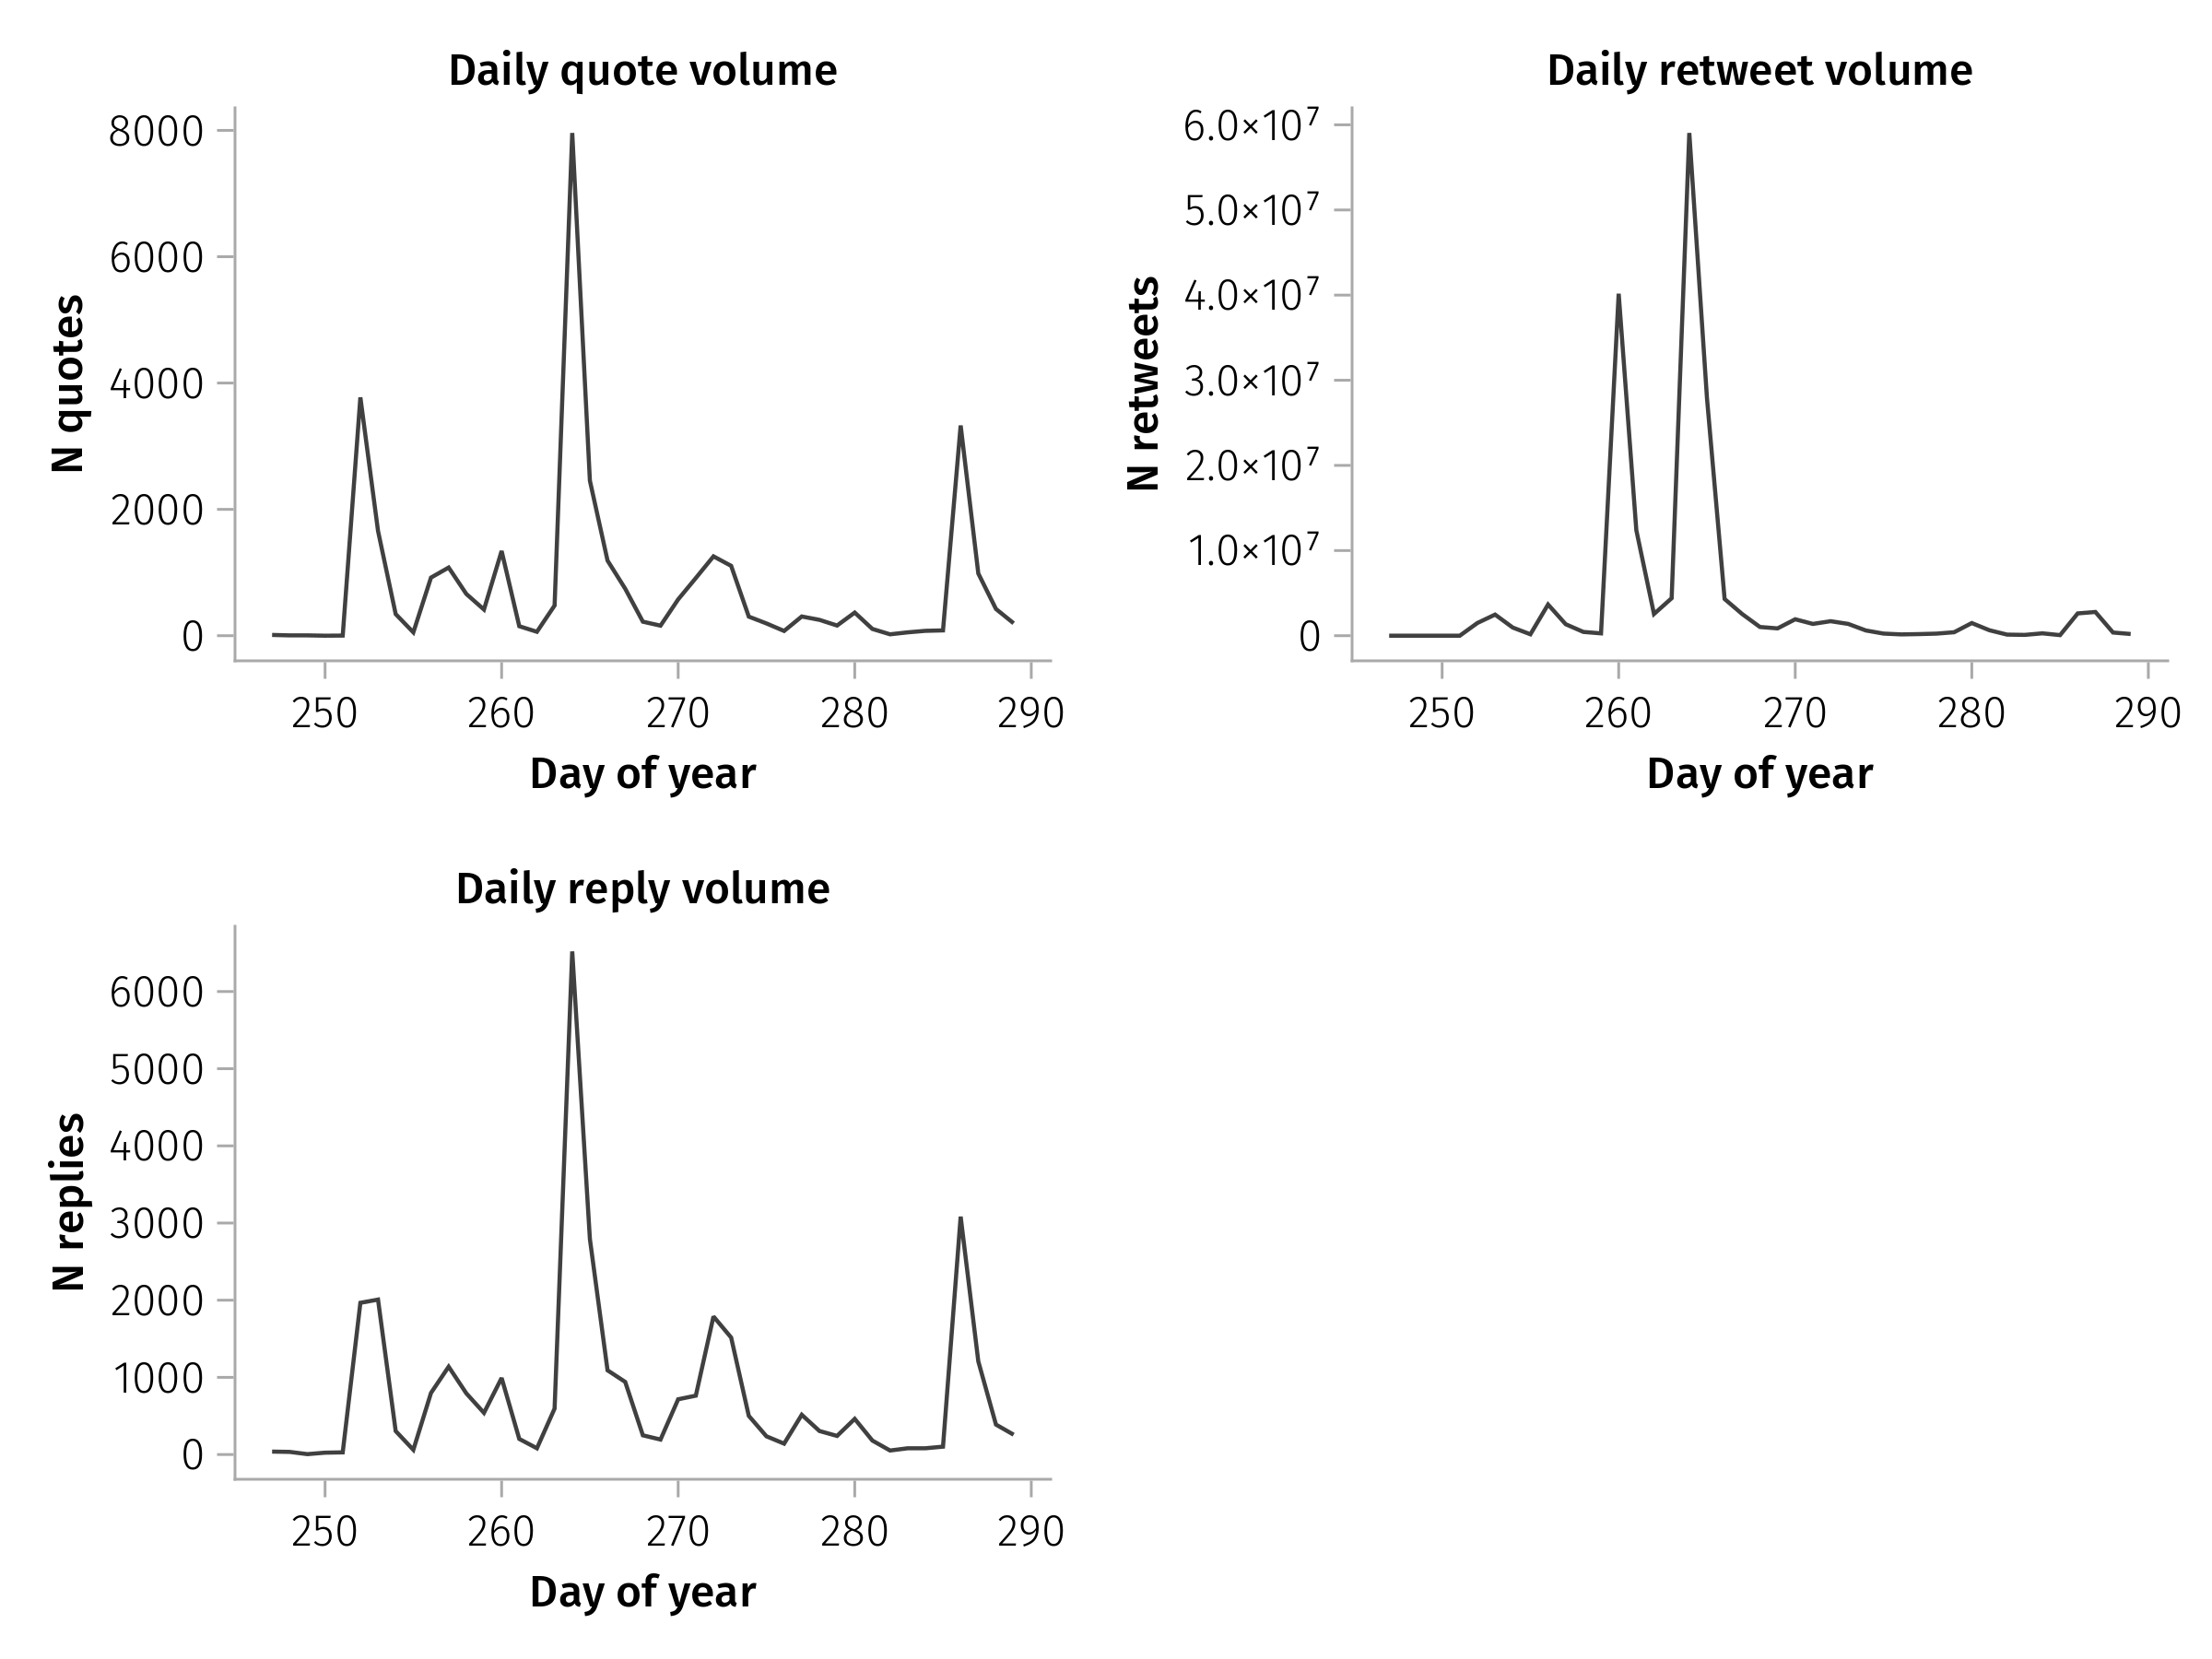 Daily quote volume
N quotes
8000
6000
4000
2000
0
250 260 270 280 290
Day of year
Daily retweet volume
N retweets
6.0×10⁷
5.0×10⁷
4.0×10⁷
3.0×10⁷
2.0×10⁷
1.0×10⁷
0
250 260 270 280 290
Day of year
Daily reply volume
N replies
6000
5000
4000
3000
2000
1000
0
250 260 270 280 290
Day of year